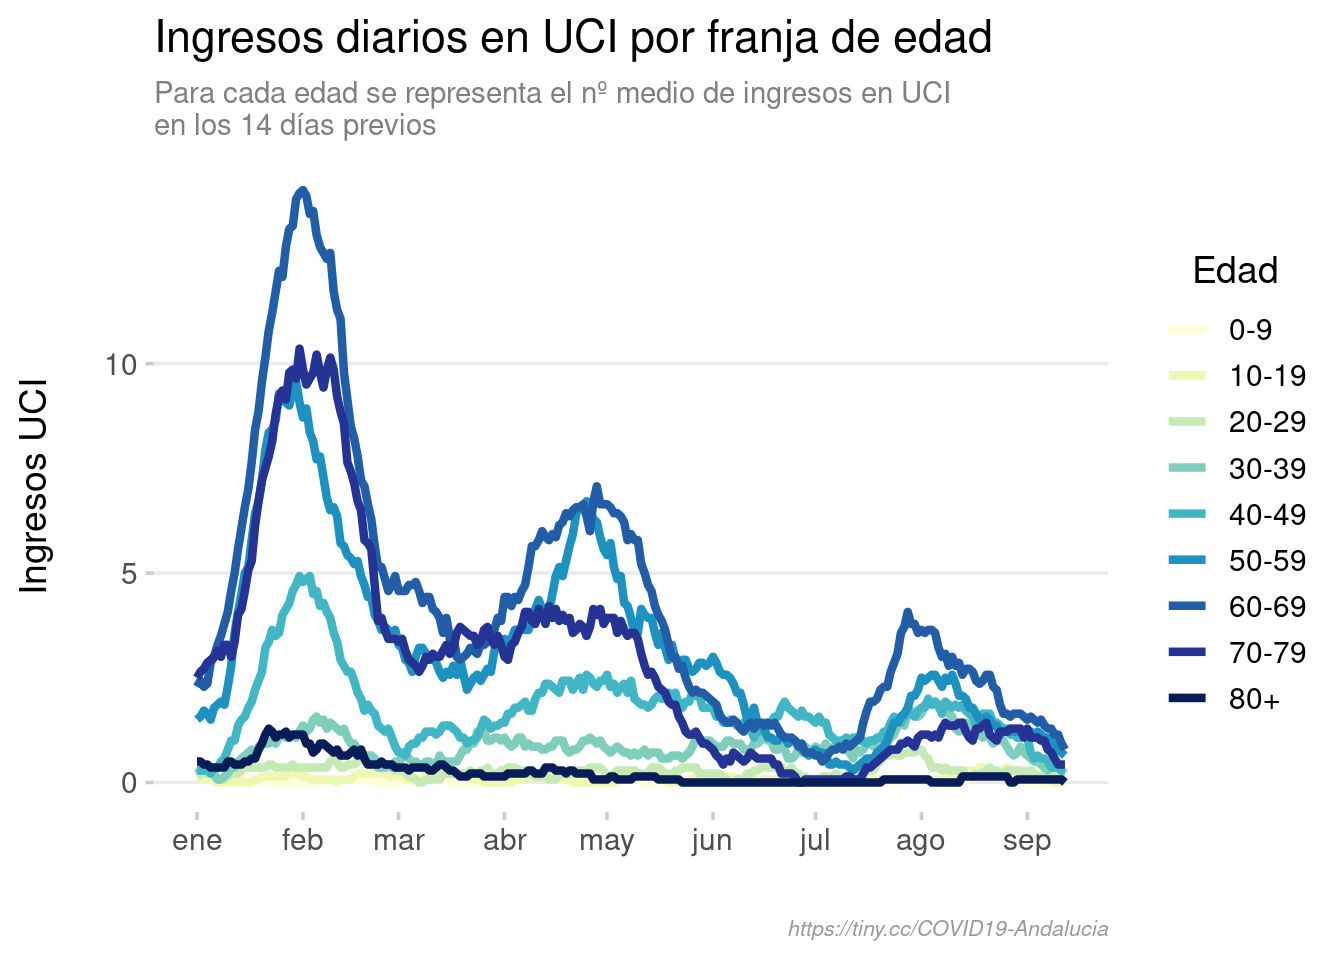 Ingresos diarios en UCI por franja de edad
Para cada edad se representa el nº medio de ingresos en UCI
en los 14 días previos
Ingresos UCI
10
5
0
ene feb mar abr may jun jul ago sep
Edad
0-9
10-19
20-29
30-39
40-49
50-59
60-69
70-79
80+
https://tiny.cc/COVID19-Andalucia